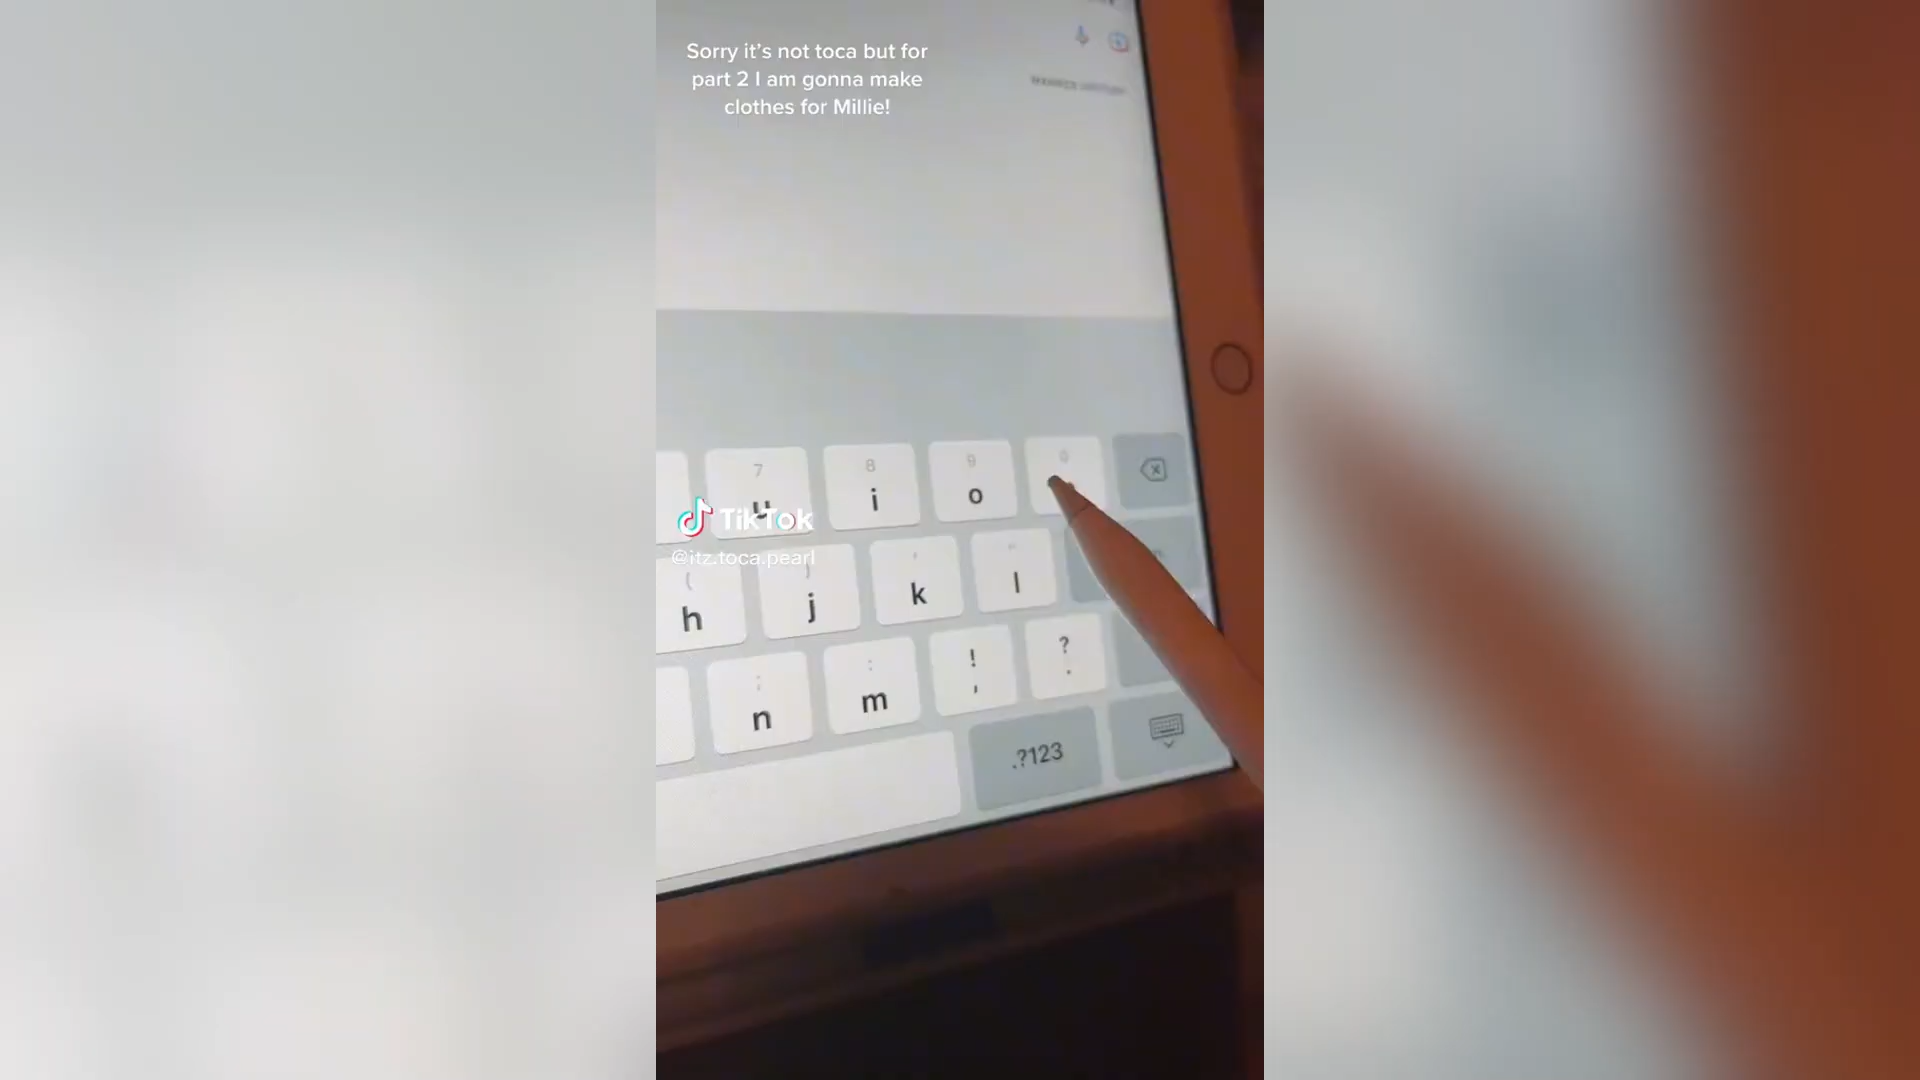 Sorry it's not toca but for
part 2 I am gonna make
clothes for Millie!
7 8 9 0
u i o
TikTok
@itz.toca.pearl
( ) ' "
h j k l
; : ! ?
n m , .
.?123